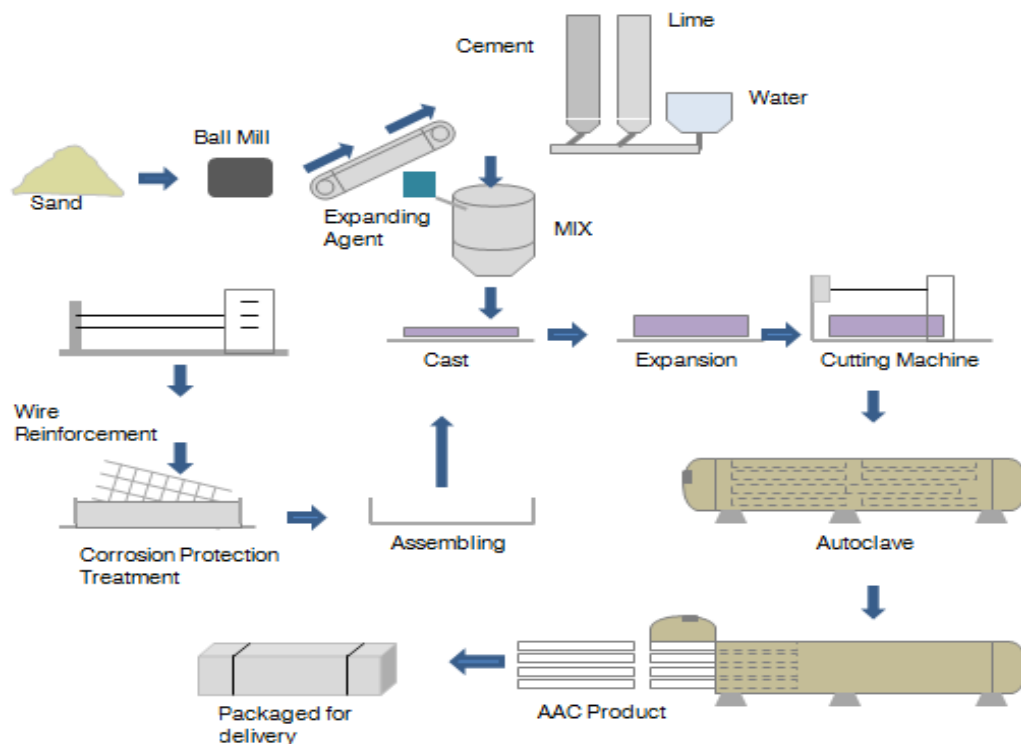 Lime
Cement
Water
Ball Mill
Sand
Expanding
Agent
MIX
Cast
Expansion
Cutting Machine
Wire
Reinforcement
Corrosion Protection
Treatment
Assembling
Autoclave
AAC Product
Packaged for
delivery